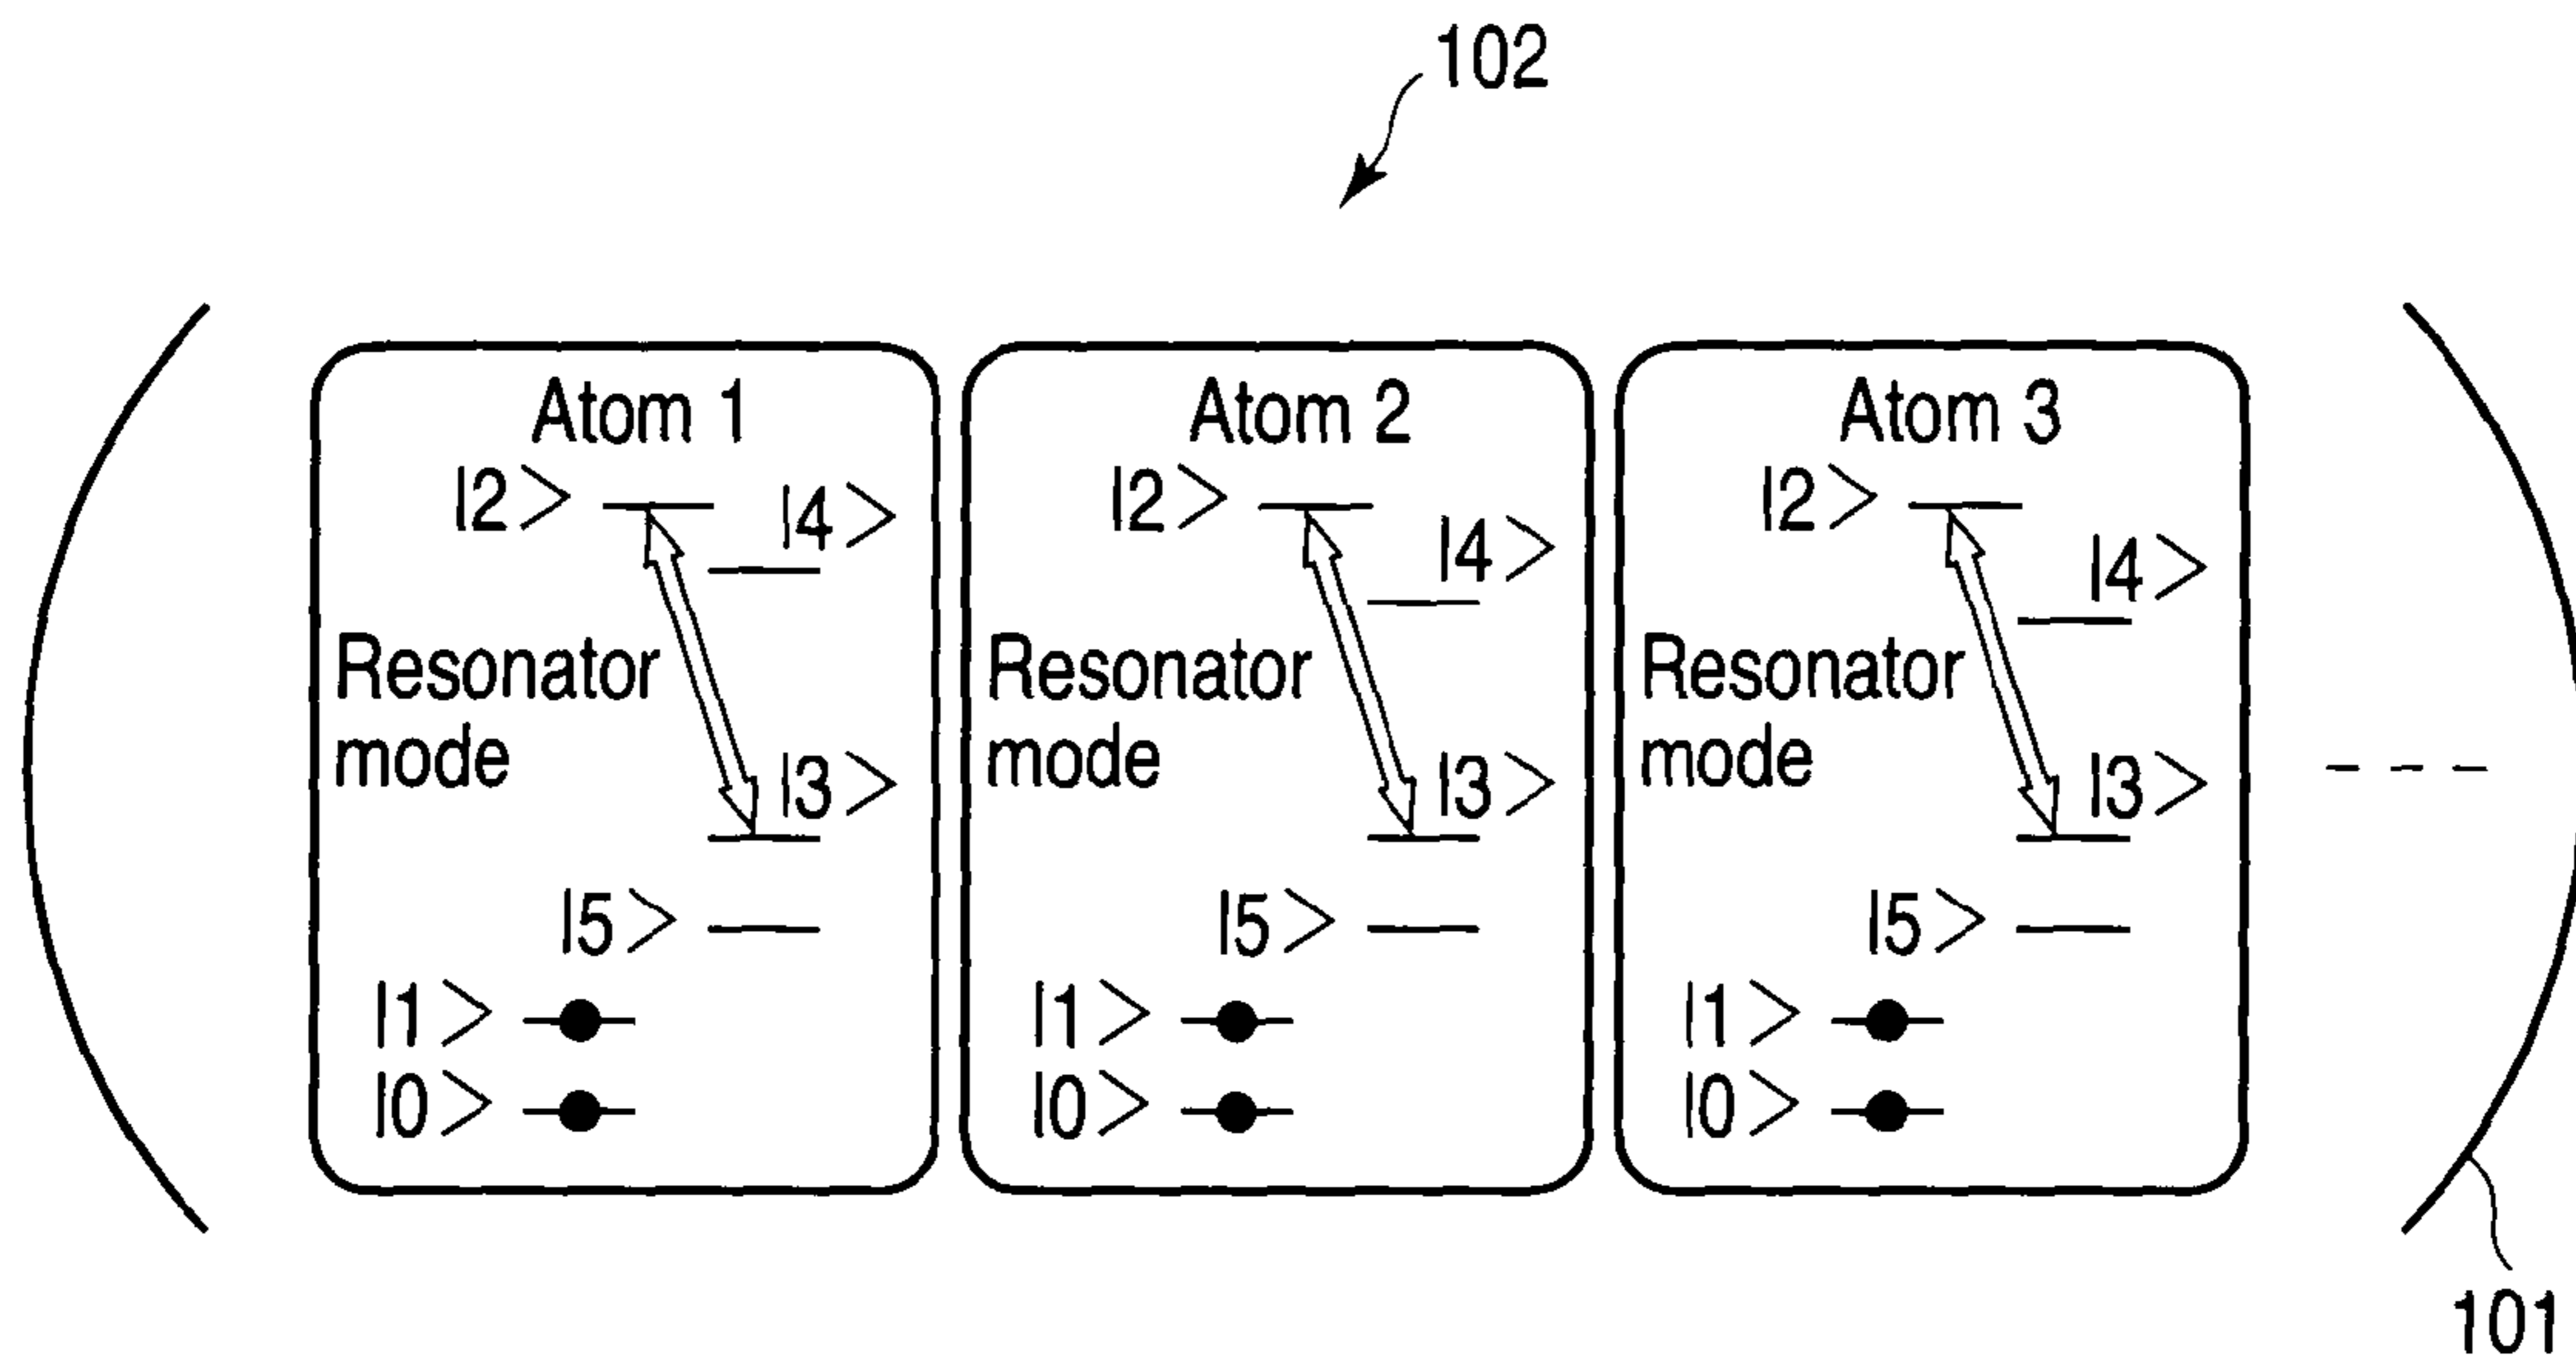 102
Atom 1
|2>
|4>
Resonator
mode
|3>
|5>
|1>
|0>
Atom 2
|2>
|4>
Resonator
mode
|3>
|5>
|1>
|0>
Atom 3
|2>
|4>
Resonator
mode
|3>
|5>
|1>
|0>
101